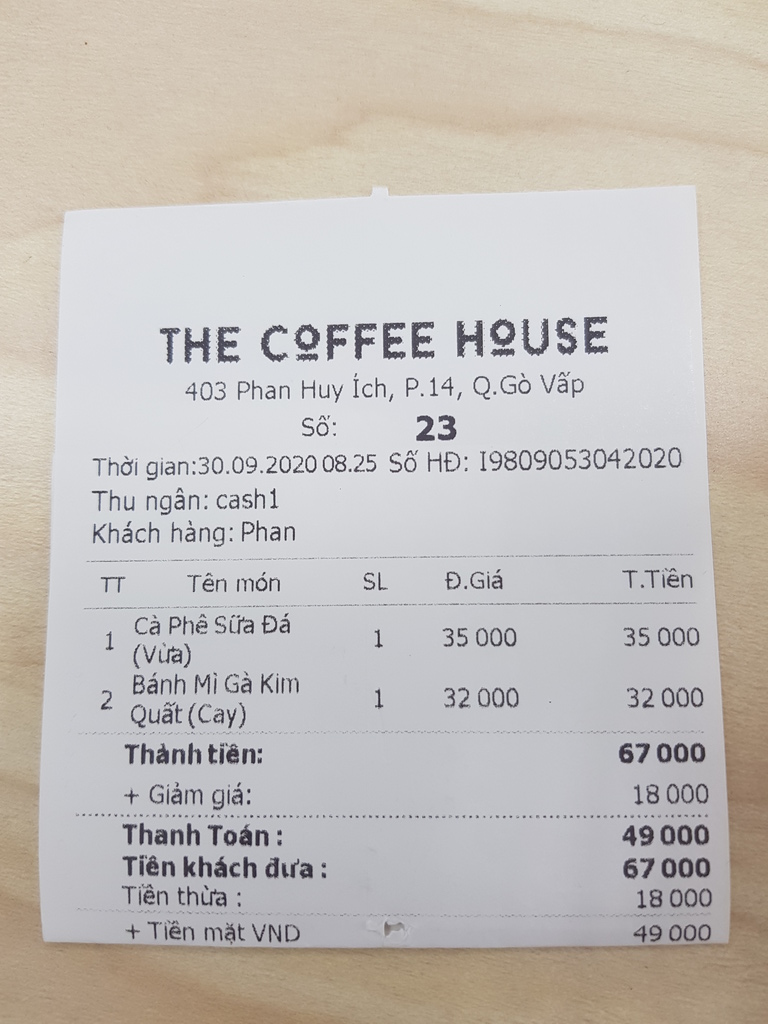 THE COFFEE HOUSE
403 Phan Huy Ích, P.14, Q.Gò Vấp
Số: 23
Thời gian:30.09.2020 08.25 Số HĐ: I9809053042020
Thu ngân: cash1
Khách hàng: Phan
TT Tên món SL Đ.Giá T.Tiền
1 Cà Phê Sữa Đá 1 35 000 35 000
(Vừa)
2 Bánh Mì Gà Kim 1 32 000 32 000
Quất (Cay)
Thành tiền: 67 000
+ Giảm giá: 18 000
Thanh Toán : 49 000
Tiền khách đưa : 67 000
Tiền thừa : 18 000
+ Tiền mặt VND 49 000